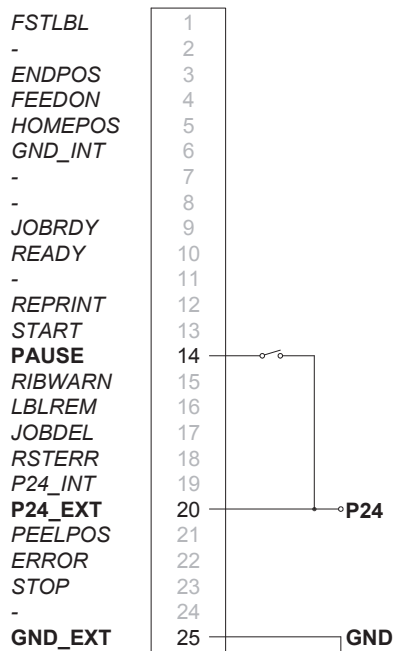 FSTLBL 1
- 2
ENDPOS 3
FEEDON 4
HOMEPOS 5
GND_INT 6
- 7
- 8
JOBRDY 9
READY 10
- 11
REPRINT 12
START 13
PAUSE 14
RIBWARN 15
LBLREM 16
JOBDEL 17
RSTERR 18
P24_INT 19
P24_EXT 20 P24
PEELPOS 21
ERROR 22
STOP 23
- 24
GND_EXT 25 GND